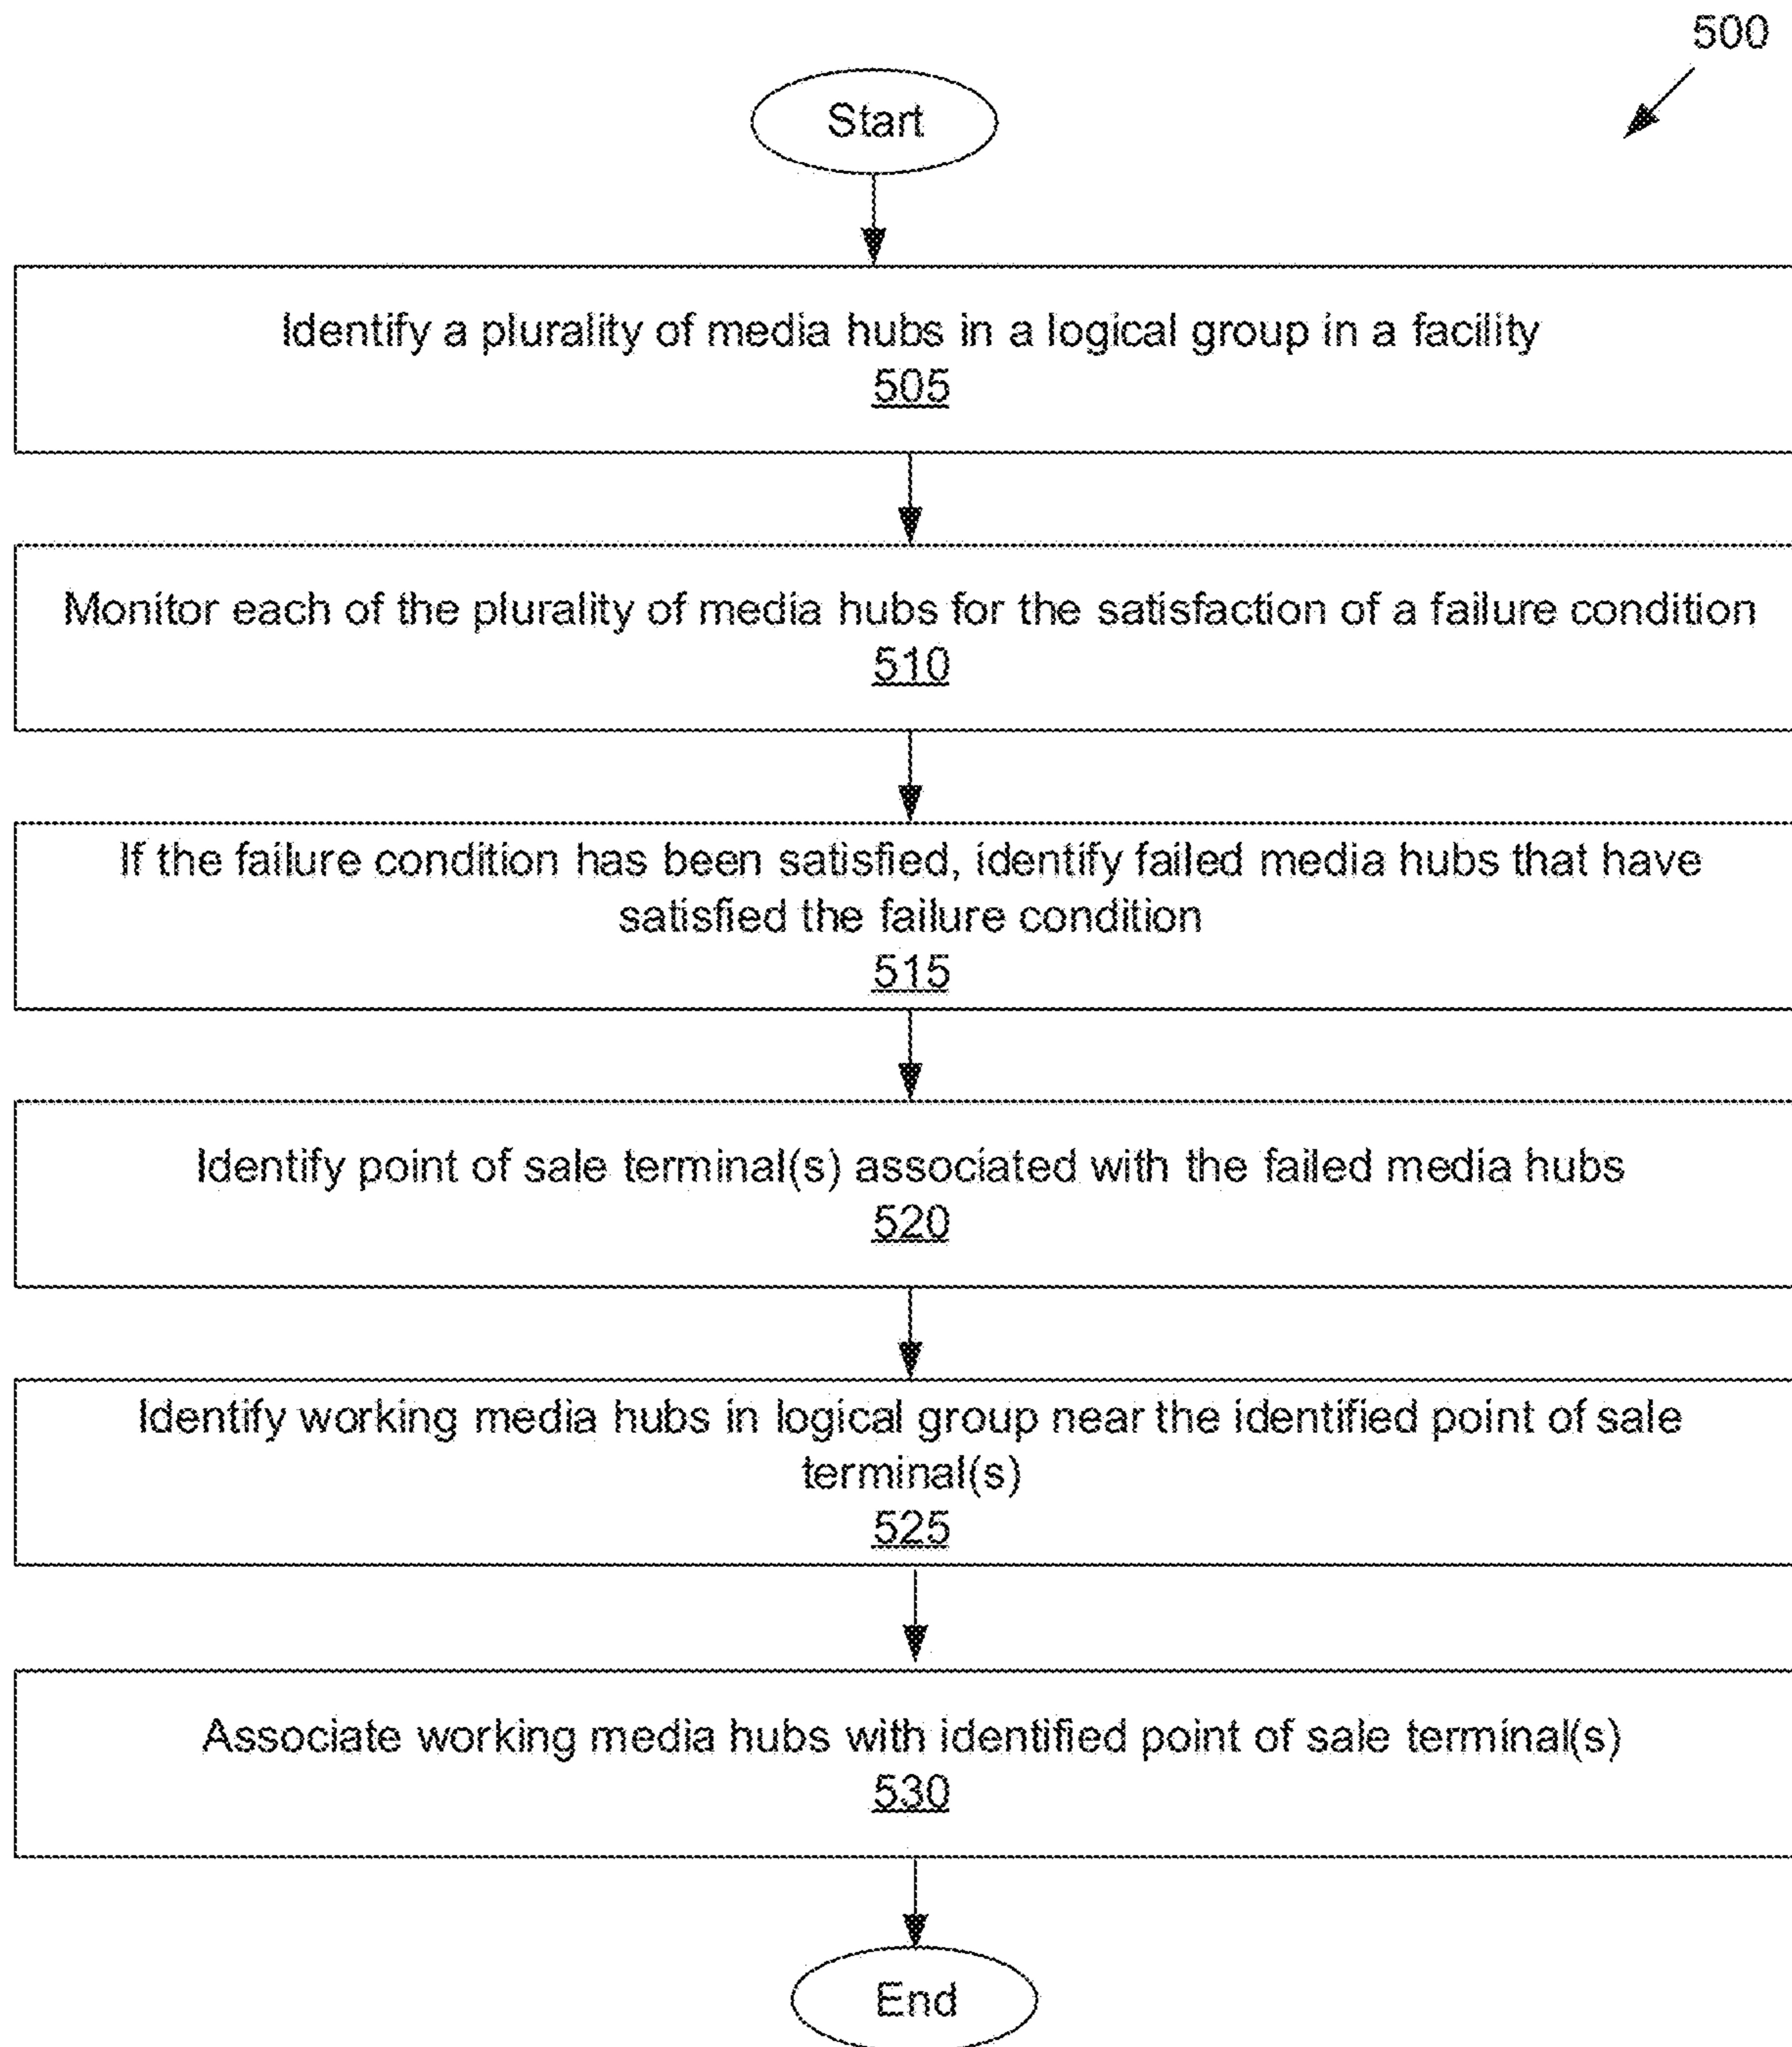 500
Start
Identify a plurality of media hubs in a logical group in a facility
505
Monitor each of the plurality of media hubs for the satisfaction of a failure condition
510
If the failure condition has been satisfied, identify failed media hubs that have
satisfied the failure condition
515
Identify point of sale terminal(s) associated with the failed media hubs
520
Identify working media hubs in logical group near the identified point of sale
terminal(s)
525
Associate working media hubs with identified point of sale terminal(s)
530
End